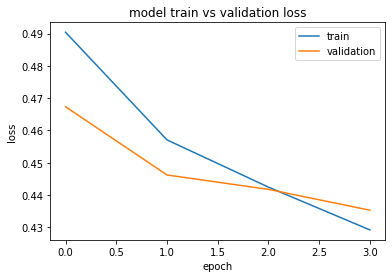 model train vs validation loss
train
validation
0.49
0.48
0.47
0.46
0.45
0.44
0.43
loss
0.0 0.5 1.0 1.5 2.0 2.5 3.0
epoch